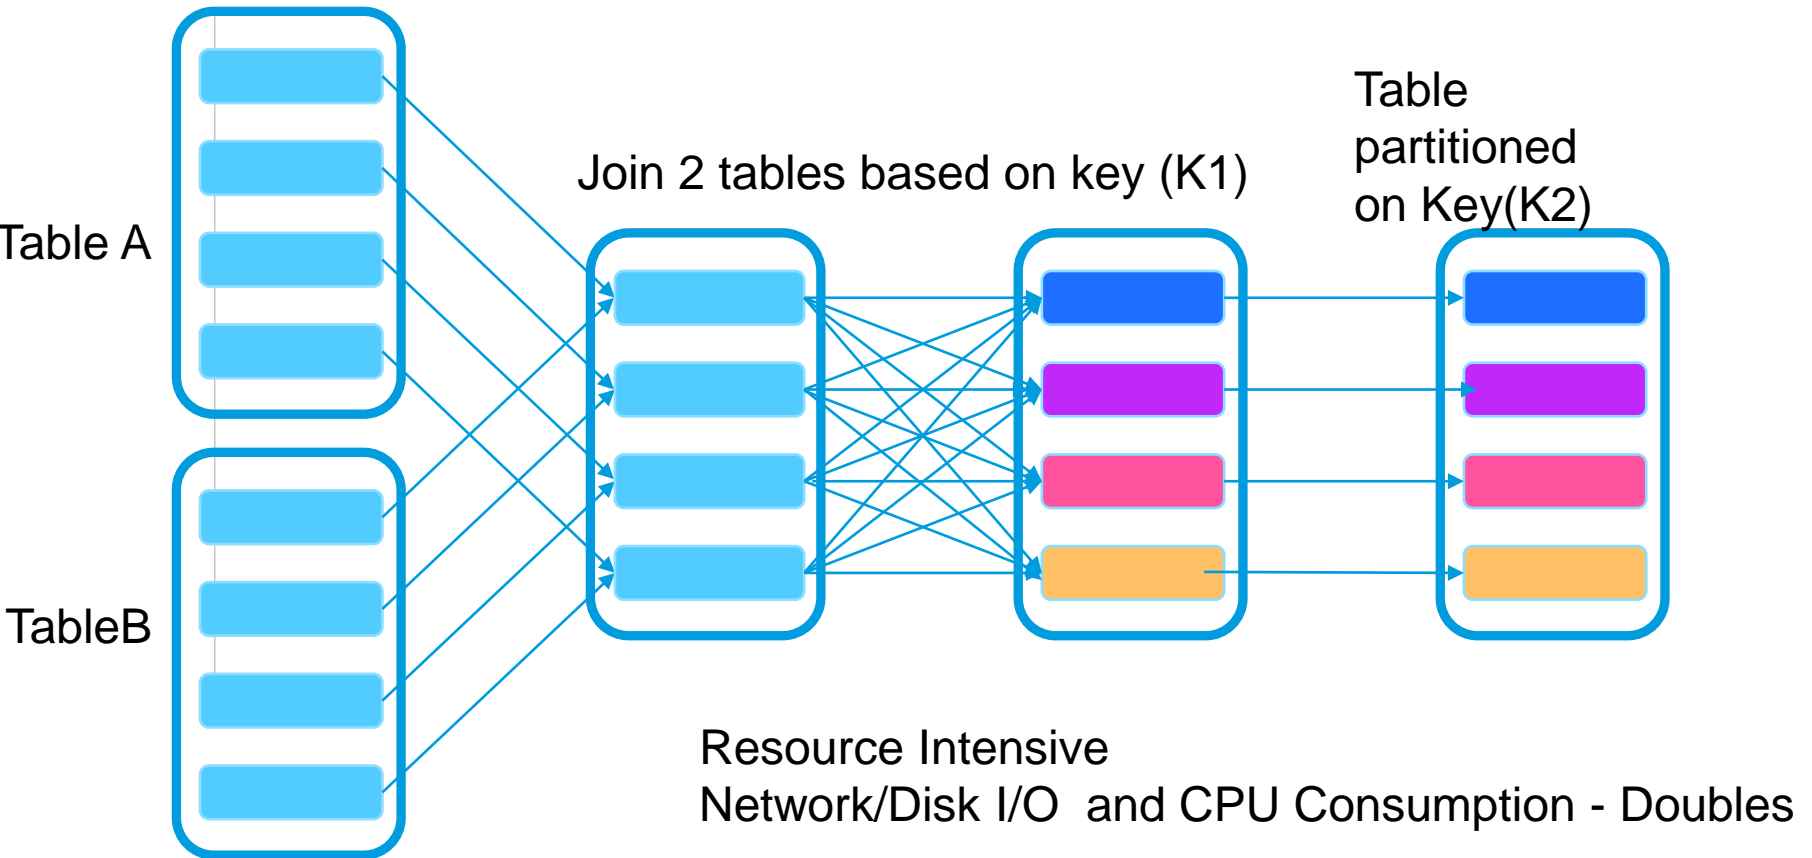 Table
partitioned
on Key(K2)
Join 2 tables based on key (K1)
Table A
TableB
Resource Intensive
Network/Disk I/O  and CPU Consumption - Doubles